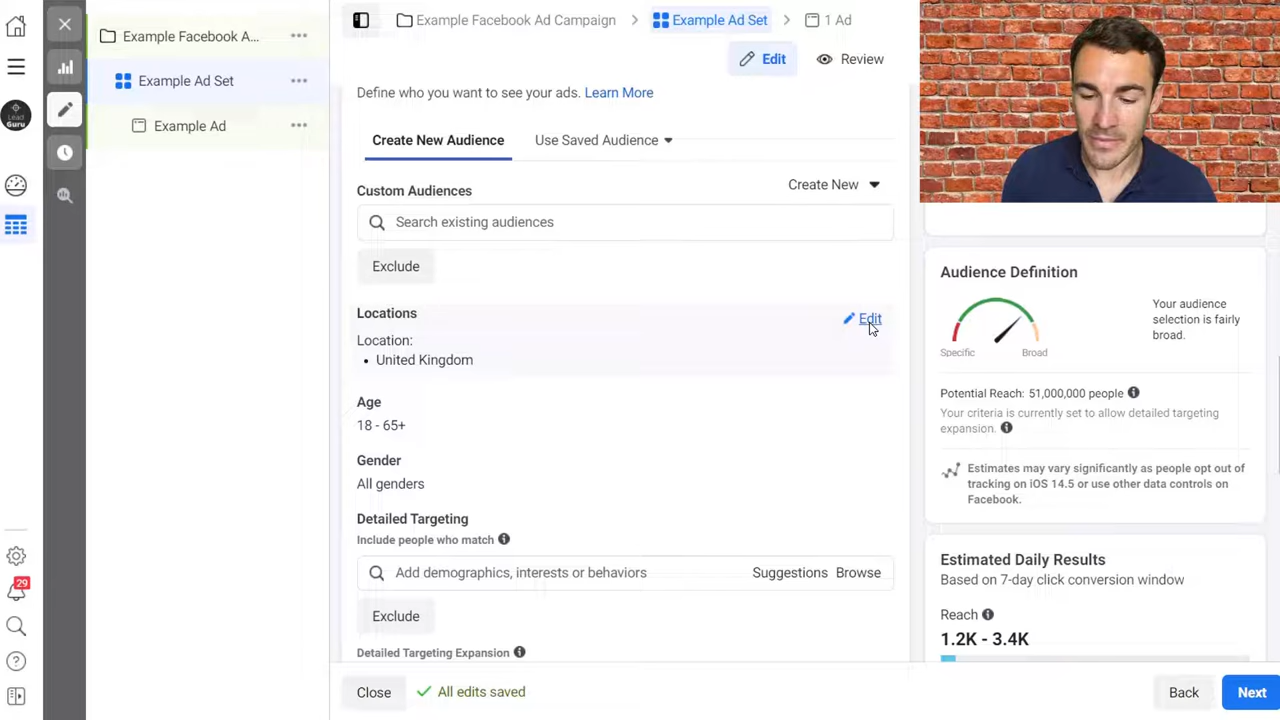 Example Facebook Ad Campaign
Example Ad Set
1 Ad
Example Facebook A...
Edit
Review
Example Ad Set
Define who you want to see your ads. Learn More
Lead
Guru
Example Ad
Create New Audience
Use Saved Audience
Custom Audiences
Create New
Search existing audiences
Exclude
Locations
Edit
Location:
• United Kingdom
Age
18 - 65+
Gender
All genders
Detailed Targeting
Include people who match
Add demographics, interests or behaviors
Suggestions
Browse
Exclude
Detailed Targeting Expansion
Close
All edits saved
Back
Next
29
Audience Definition
Your audience
selection is fairly
broad.
Specific
Broad
Potential Reach: 51,000,000 people
Your criteria is currently set to allow detailed targeting
expansion.
Estimates may vary significantly as people opt out of
tracking on iOS 14.5 or use other data controls on
Facebook.
Estimated Daily Results
Based on 7-day click conversion window
Reach
1.2K - 3.4K